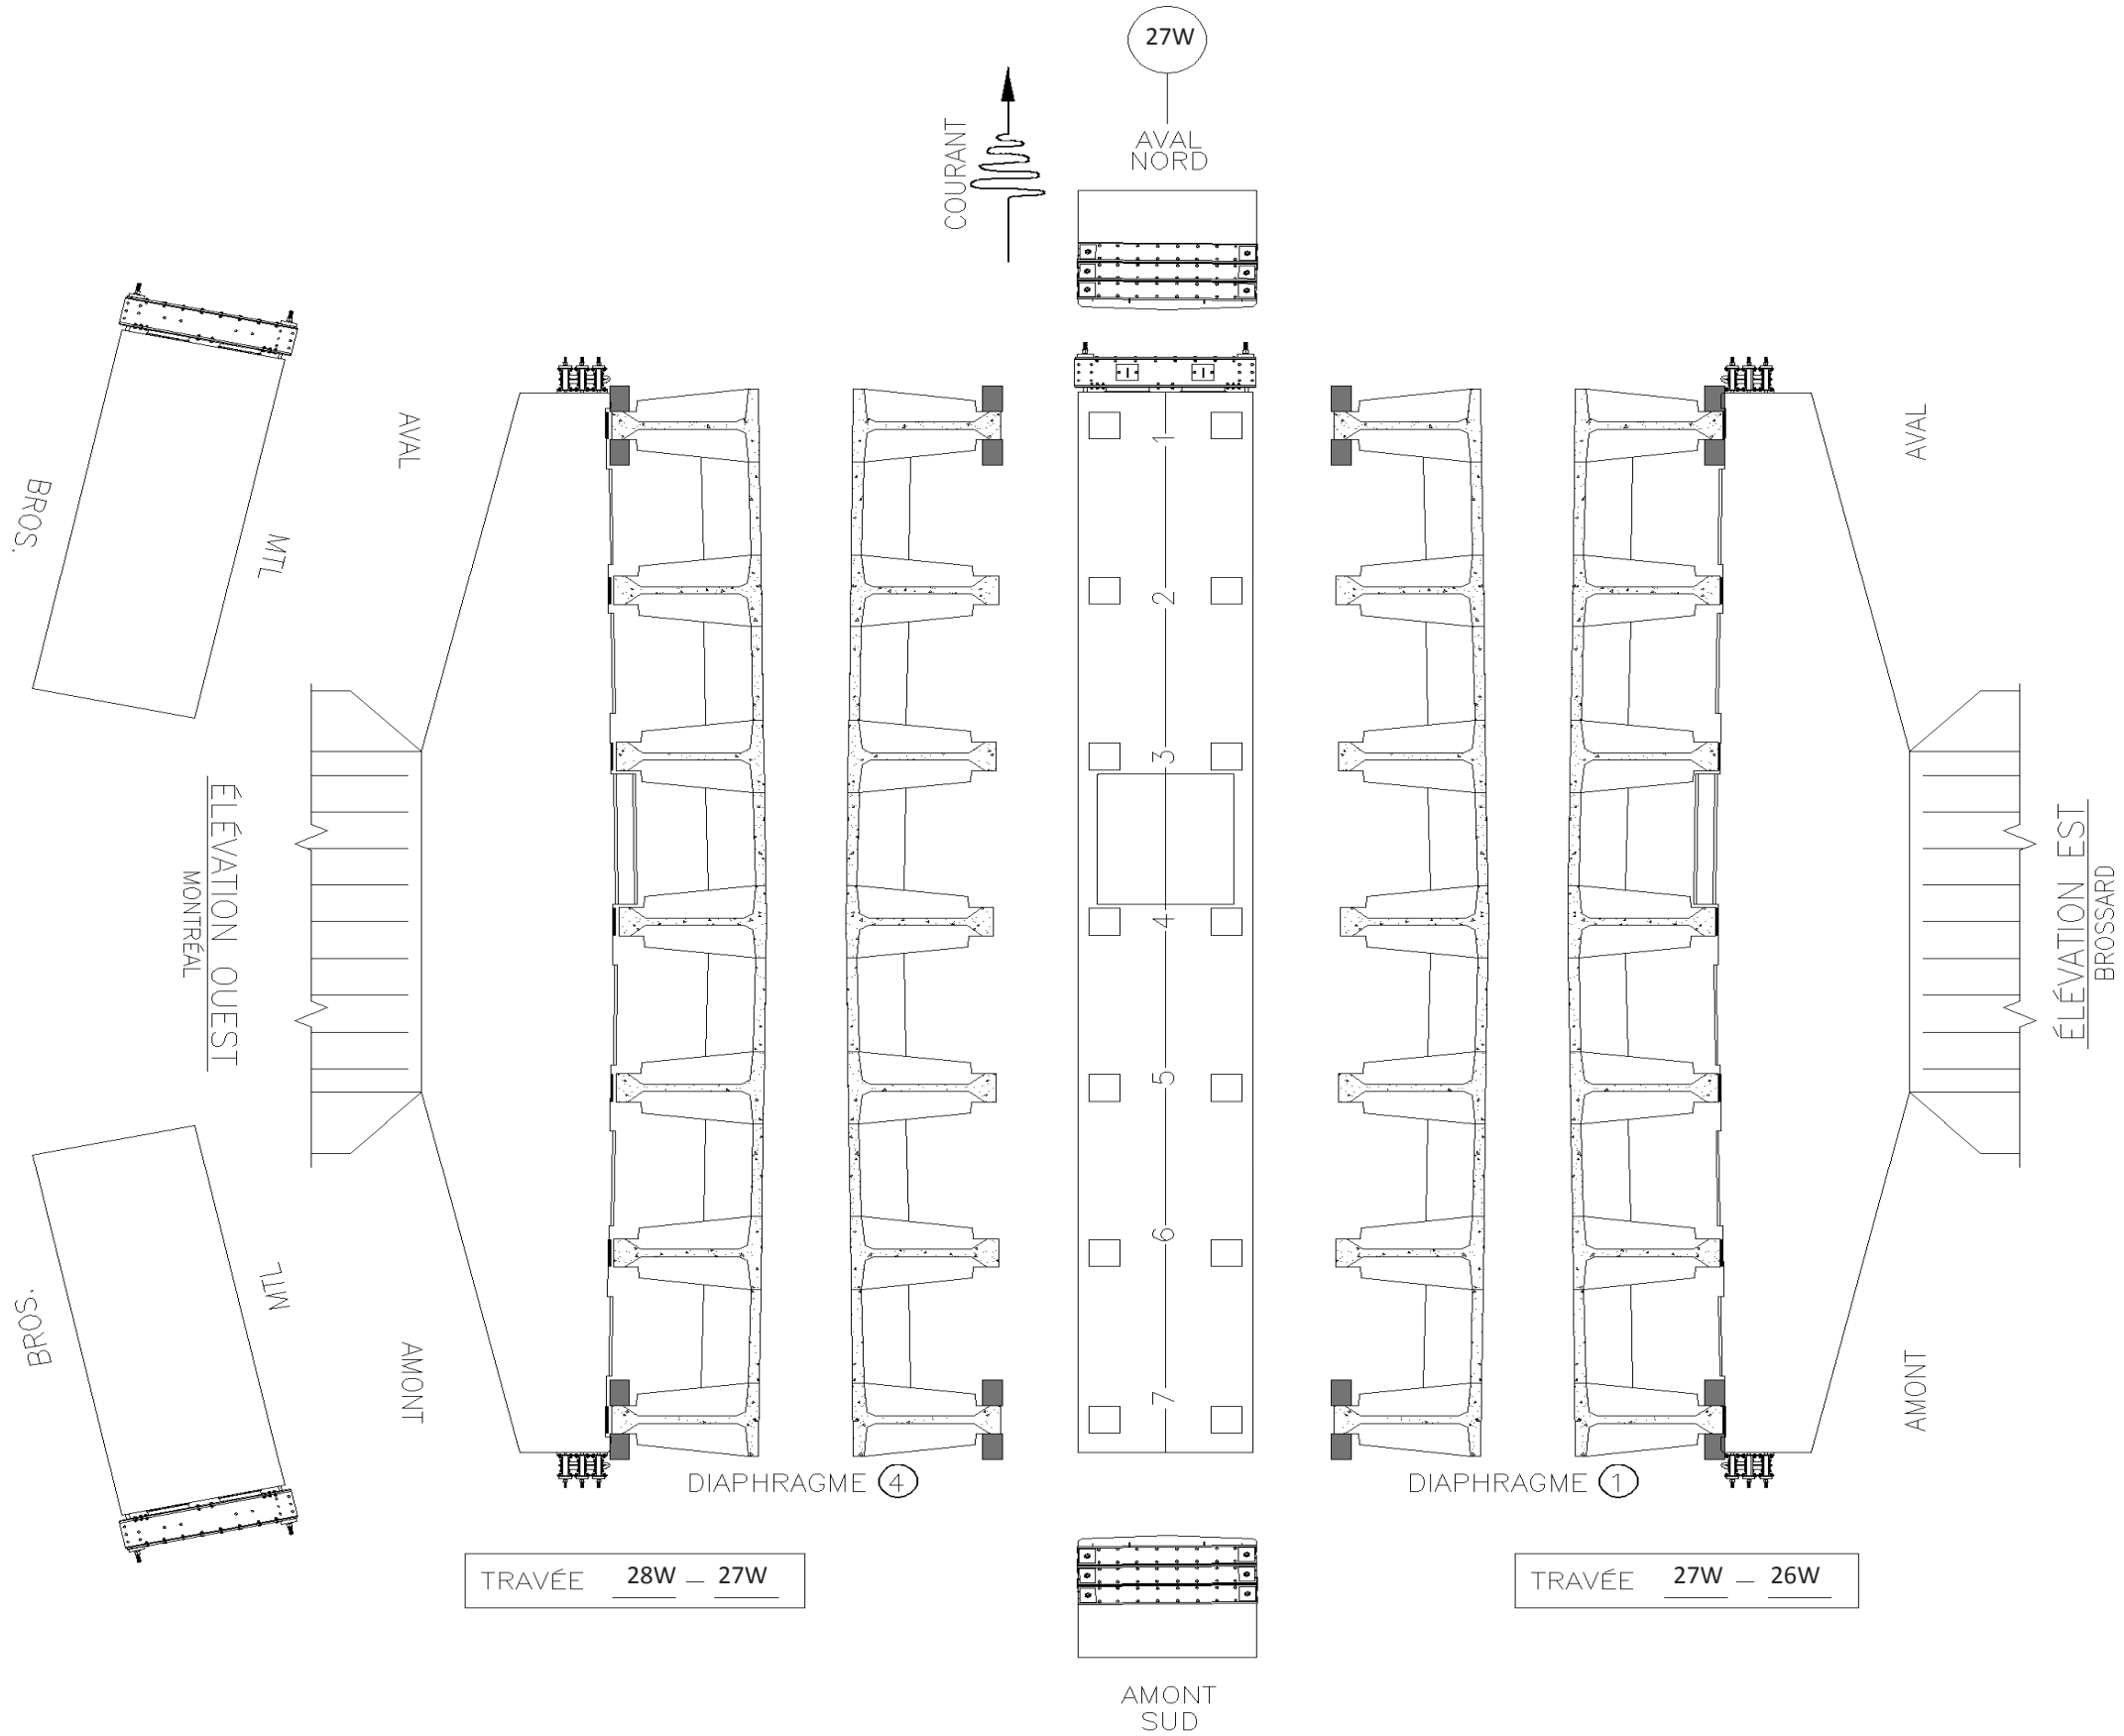 27W
AVAL
NORD
COURANT
AVAL
AVAL
BROS.
MTL
1
2
3
4
5
6
7
ÉLÉVATION OUEST
MONTRÉAL
ÉLÉVATION EST
BROSSARD
BROS.
MTL
AMONT
AMONT
DIAPHRAGME 4
DIAPHRAGME 1
TRAVÉE 28W — 27W
TRAVÉE 27W — 26W
AMONT
SUD